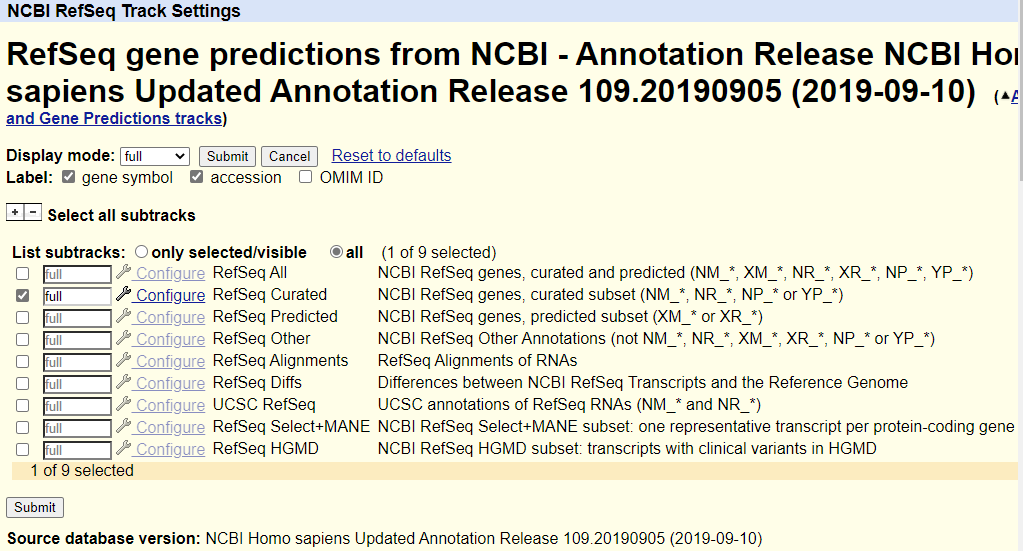 NCBI RefSeq Track Settings
RefSeq gene predictions from NCBI - Annotation Release NCBI
sapiens Updated Annotation Release 109.20190905 (2019-09-10) (▲
and Gene Predictions tracks)
Display mode: full Submit Cancel Reset to defaults
Label: gene symbol accession OMIM ID
+ - Select all subtracks
List subtracks: only selected/visible all (1 of 9 selected)
full Configure RefSeq All NCBI RefSeq genes, curated and predicted (NM_*, XM_*, NR_*, XR_*, NP_*, YP_*)
full Configure RefSeq Curated NCBI RefSeq genes, curated subset (NM_*, NR_*, NP_* or YP_*)
full Configure RefSeq Predicted NCBI RefSeq genes, predicted subset (XM_* or XR_*)
full Configure RefSeq Other NCBI RefSeq Other Annotations (not NM_*, NR_*, XM_*, XR_*, NP_* or YP_*)
full Configure RefSeq Alignments RefSeq Alignments of RNAs
full Configure RefSeq Diffs Differences between NCBI RefSeq Transcripts and the Reference Genome
full Configure UCSC RefSeq UCSC annotations of RefSeq RNAs (NM_* and NR_*)
full Configure RefSeq Select+MANE NCBI RefSeq Select+MANE subset: one representative transcript per protein-coding gene
full Configure RefSeq HGMD NCBI RefSeq HGMD subset: transcripts with clinical variants in HGMD
1 of 9 selected
Submit
Source database version: NCBI Homo sapiens Updated Annotation Release 109.20190905 (2019-09-10)